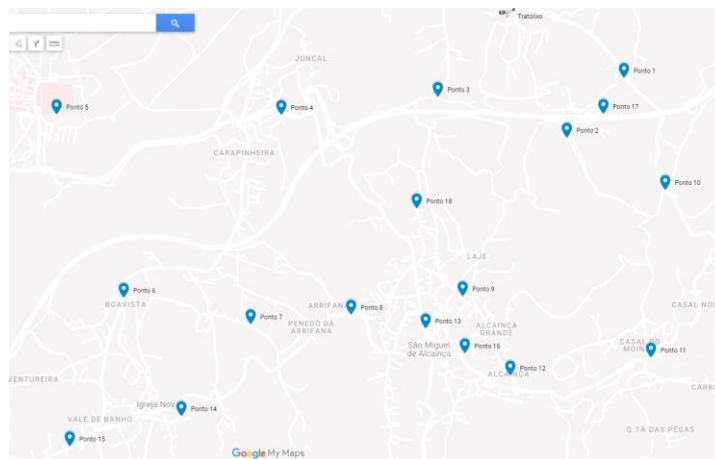 Tratolixo
JUNCAL
Ponto 1
Ponto 3
Ponto 5
Ponto 4
Ponto 17
Ponto 2
CARAPINHEIRA
Ponto 10
Ponto 18
LAJE
Ponto 6
Ponto 9
BOAVISTA
ARRIFANA
Ponto 8
CASAL NOV
Ponto 7
PENEDO DA
ARRIFANA
Ponto 13
ALCAINÇA
GRANDE
São Miguel
de Alcainça
Ponto 16
CASAL DO
MOIN
Ponto 11
Ponto 12
ALCAINÇA
VENTUREIRA
CARR
Igreja Nov
Ponto 14
VALE DE BANHO
Q.TA DAS PÊGAS
Ponto 15
Google My Maps